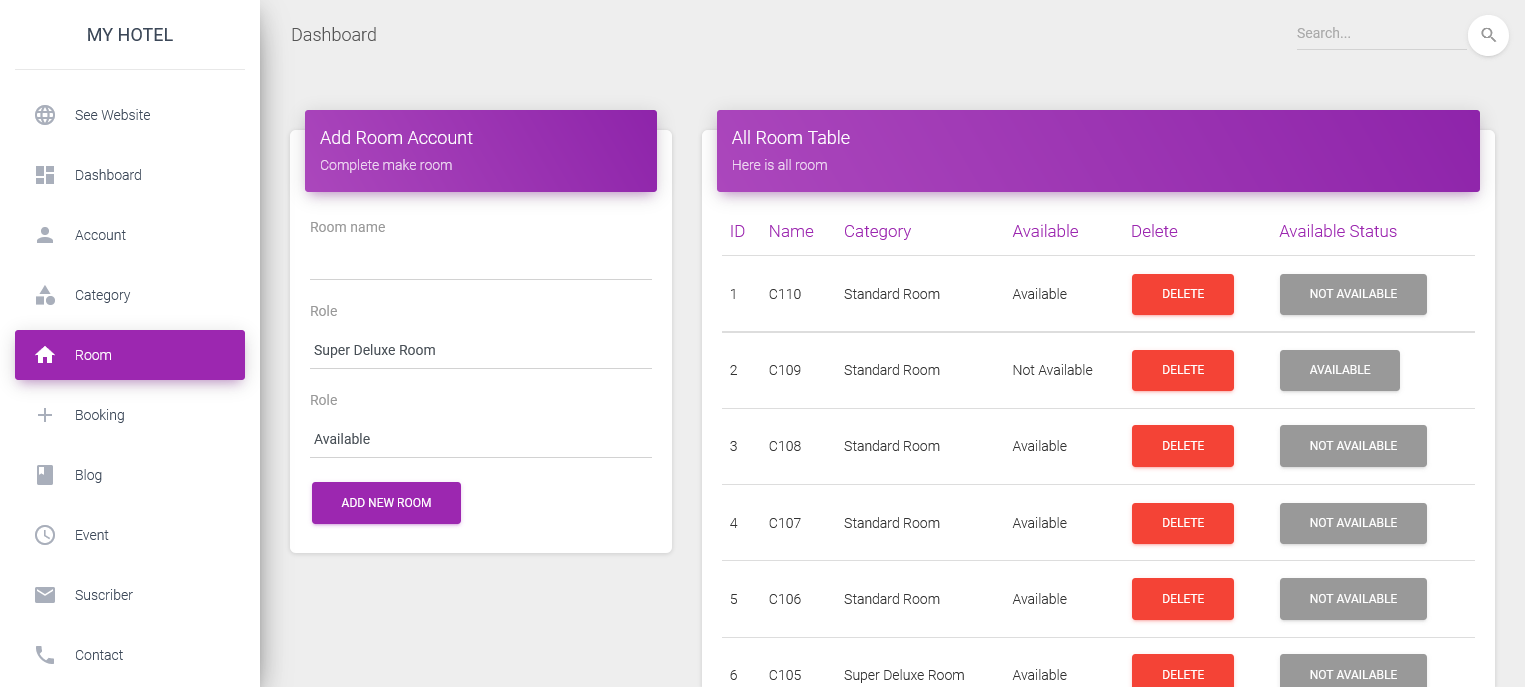 MY HOTEL
See Website
Dashboard
Account
Category
Room
Booking
Blog
Event
Suscriber
Contact
Dashboard
Search...
Add Room Account
Complete make room
Room name
Role
Super Deluxe Room
Role
Available
ADD NEW ROOM
All Room Table
Here is all room
ID Name Category Available Delete Available Status
1 C110 Standard Room Available DELETE NOT AVAILABLE
2 C109 Standard Room Not Available DELETE AVAILABLE
3 C108 Standard Room Available DELETE NOT AVAILABLE
4 C107 Standard Room Available DELETE NOT AVAILABLE
5 C106 Standard Room Available DELETE NOT AVAILABLE
6 C105 Super Deluxe Room Available DELETE NOT AVAILABLE